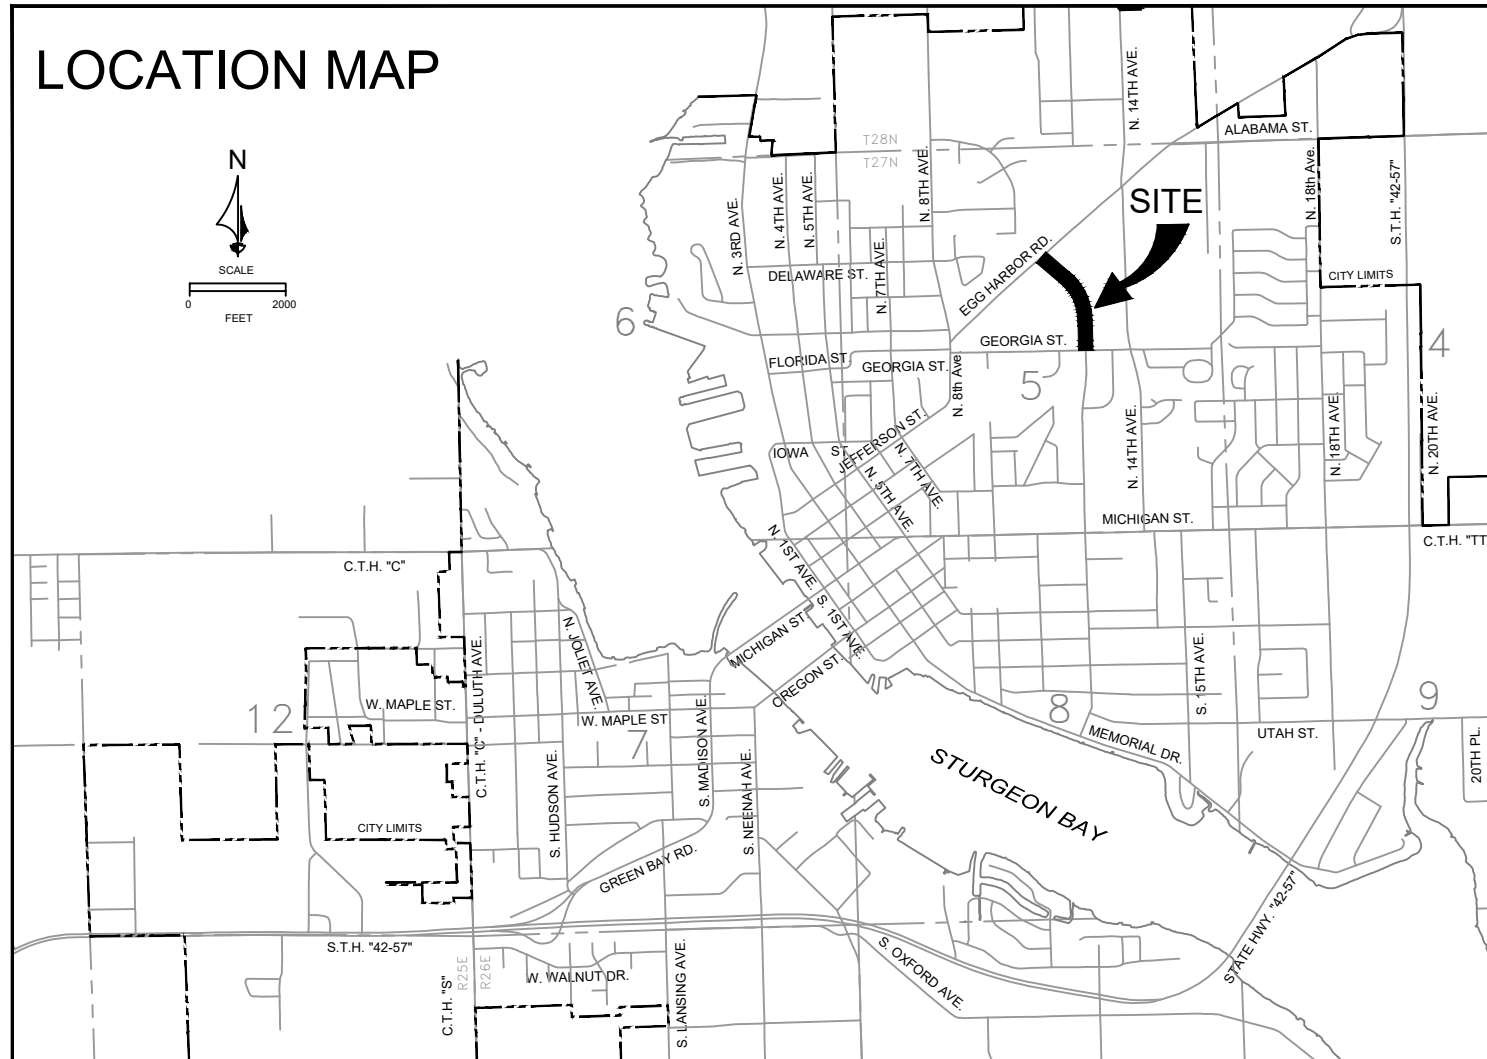 LOCATION MAP
N
SCALE
0 2000
FEET
SITE
N. 14TH AVE.
ALABAMA ST.
T28N
T27N
N. 3RD AVE.
N. 4TH AVE.
N. 5TH AVE.
N. 8TH AVE.
N. 7TH AVE.
N. 18th Ave.
S.T.H. "42-57"
DELAWARE ST.
EGG HARBOR RD.
CITY LIMITS
6
FLORIDA ST.
GEORGIA ST.
GEORGIA ST.
4
5
N. 8th Ave.
JEFFERSON ST.
IOWA ST.
N. 7TH AVE.
N. 5TH AVE.
N. 14TH AVE.
N. 18TH AVE.
N. 20TH AVE.
MICHIGAN ST.
C.T.H. "TT
C.T.H. "C"
N. 1ST AVE.
S. 1ST AVE.
MICHIGAN ST.
OREGON ST.
N. JOLIET AVE.
C.T.H. "C" - DULUTH AVE.
W. MAPLE ST.
W. MAPLE ST
12
7
8
9
S. 15TH AVE.
MEMORIAL DR.
UTAH ST.
20TH PL.
S. HUDSON AVE.
S. MADISON AVE.
S. NEENAH AVE.
STURGEON BAY
CITY LIMITS
GREEN BAY RD.
S.T.H. "42-57"
R25E
R26E
W. WALNUT DR.
C.T.H. "S"
S. LANSING AVE.
S. OXFORD AVE.
STATE HWY. "42-57"